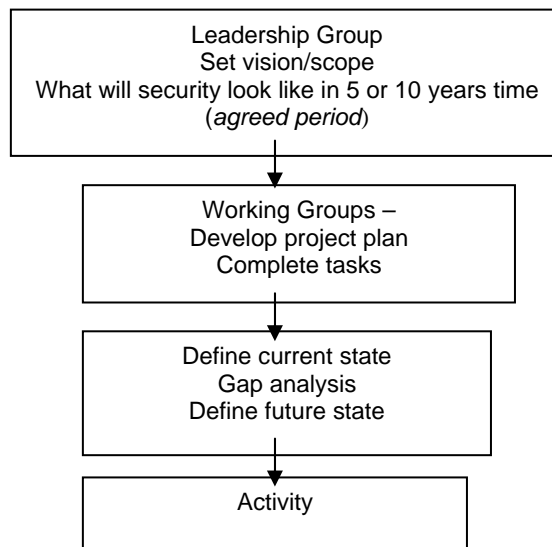 Leadership Group
Set vision/scope
What will security look like in 5 or 10 years time
(agreed period)
Working Groups –
Develop project plan
Complete tasks
Define current state
Gap analysis
Define future state
Activity